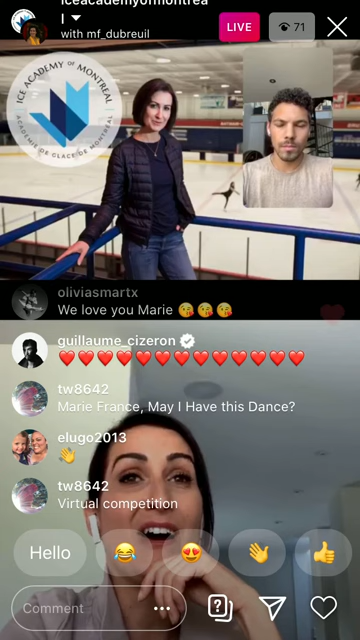 iceacademyofmontrea
l
with mf_dubreuil
LIVE
71
ICE ACADEMY OF MONTREAL
ACADÉMIE DE GLACE DE MONTRÉAL
oliviasmartx
We love you Marie 😘😘😘
guillaume_cizeron
❤️❤️❤️❤️❤️❤️❤️❤️❤️❤️❤️❤️❤️
tw8642
Marie France, May I Have this Dance?
elugo2013
👋
tw8642
Virtual competition
Hello 😂 😍 👋 👍
Comment